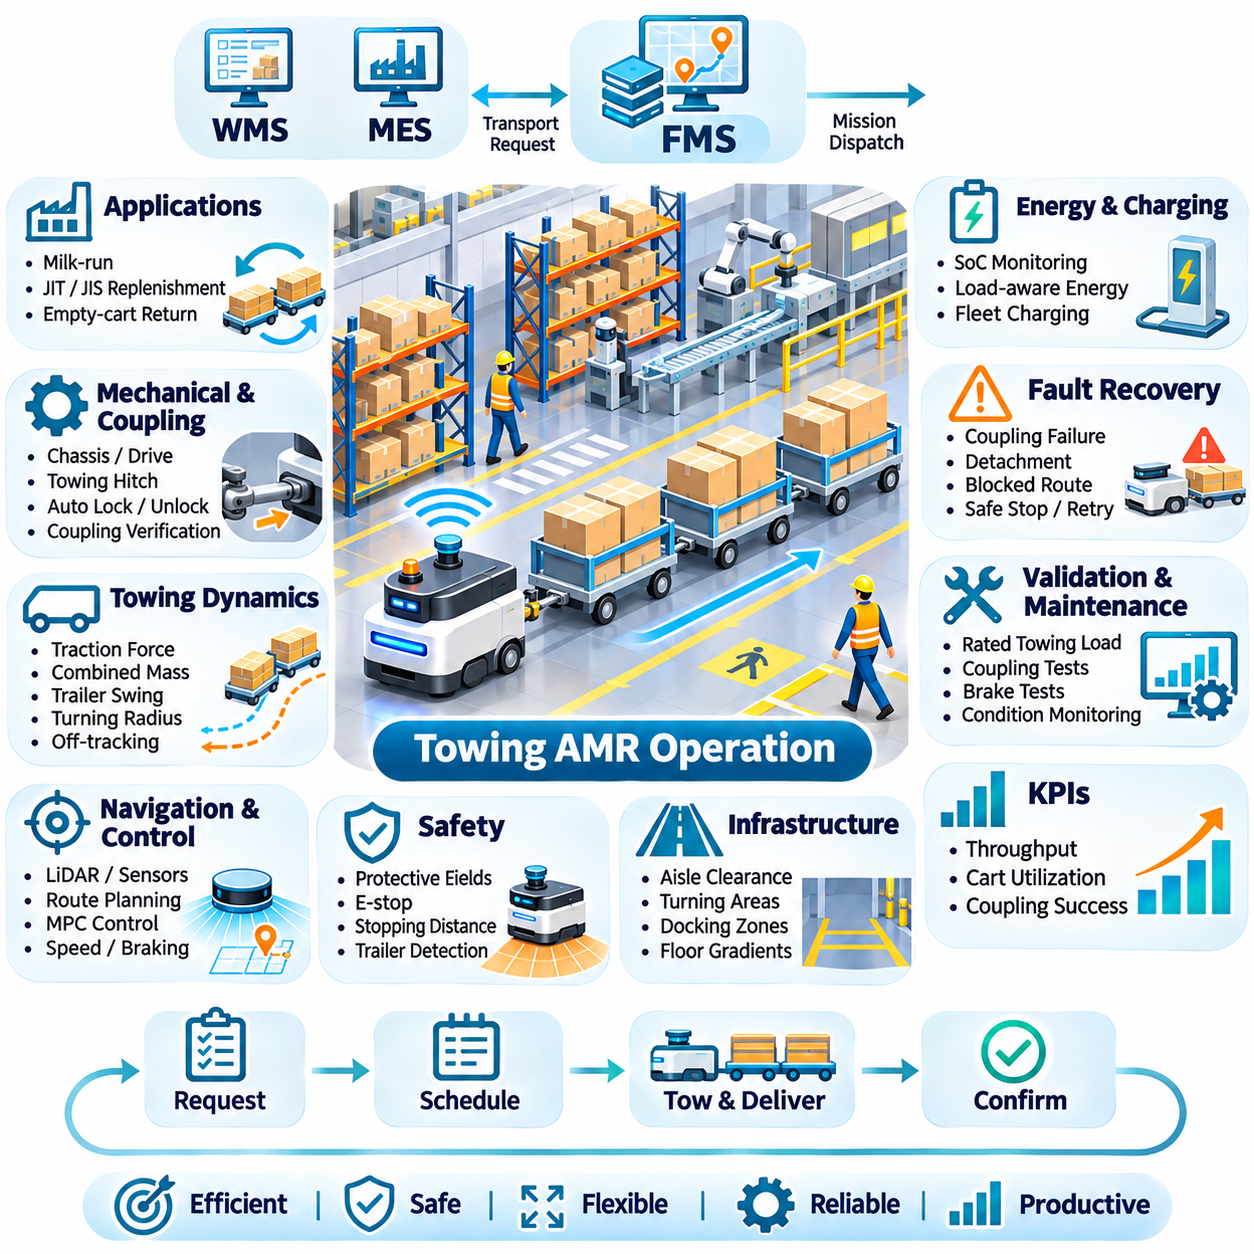 WMS
MES
Transport
Request
FMS
Mission
Dispatch
Applications
• Milk-run
• JIT / JIS Replenishment
• Empty-cart Return
Mechanical &
Coupling
• Chassis / Drive
• Towing Hitch
• Auto Lock / Unlock
• Coupling Verification
Towing Dynamics
• Traction Force
• Combined Mass
• Trailer Swing
• Turning Radius
• Off-tracking
Navigation &
Control
• LiDAR / Sensors
• Route Planning
• MPC Control
• Speed / Braking
Towing AMR Operation
Safety
• Protective Eields
• E-stop
• Stopping Distance
• Trailer Detection
Infrastructure
• Aisle Clearance
• Turning Areas
• Docking Zones
• Floor Gradients
Energy & Charging
• SoC Monitoring
• Load-aware Energy
• Fleet Charging
Fault Recovery
• Coupling Failure
• Detachment
• Blocked Route
• Safe Stop / Retry
Validation &
Maintenance
• Rated Towing Load
• Coupling Tests
• Brake Tests
• Condition Monitoring
KPIs
• Throughput
• Cart Utilization
• Coupling Success
Request
Schedule
Tow & Deliver
Confirm
Efficient | Safe | Flexible | Reliable | Productive